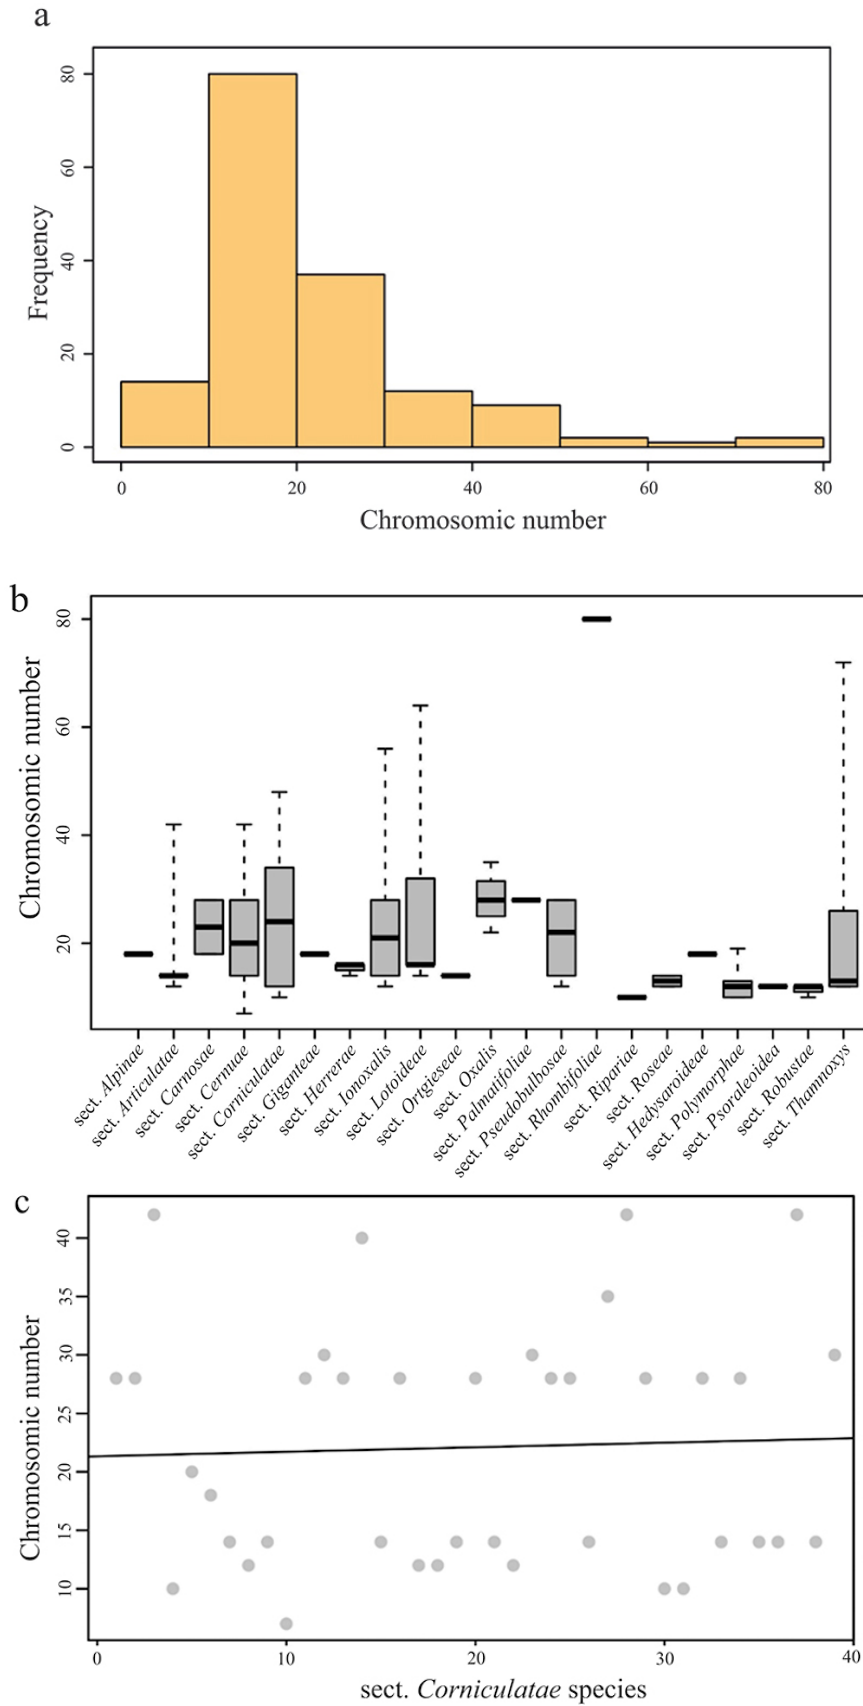 a
Frequency
80
60
40
20
0
0 20 40 60 80
Chromosomic number
b
Chromosomic number
80
60
40
20
sect. Alpinae
sect. Articulatae
sect. Carnosae
sect. Cernuae
sect. Corniculatae
sect. Giganteae
sect. Herrerae
sect. Ionoxalis
sect. Lotoideae
sect. Ortgieseae
sect. Oxalis
sect. Palmatifoliae
sect. Pseudobulbosae
sect. Rhombifoliae
sect. Ripariae
sect. Roseae
sect. Hedysaroideae
sect. Polymorphae
sect. Psoraleoidea
sect. Robustae
sect. Thamnoxys
c
Chromosomic number
40
35
30
25
20
15
10
0 10 20 30 40
sect. Corniculatae species